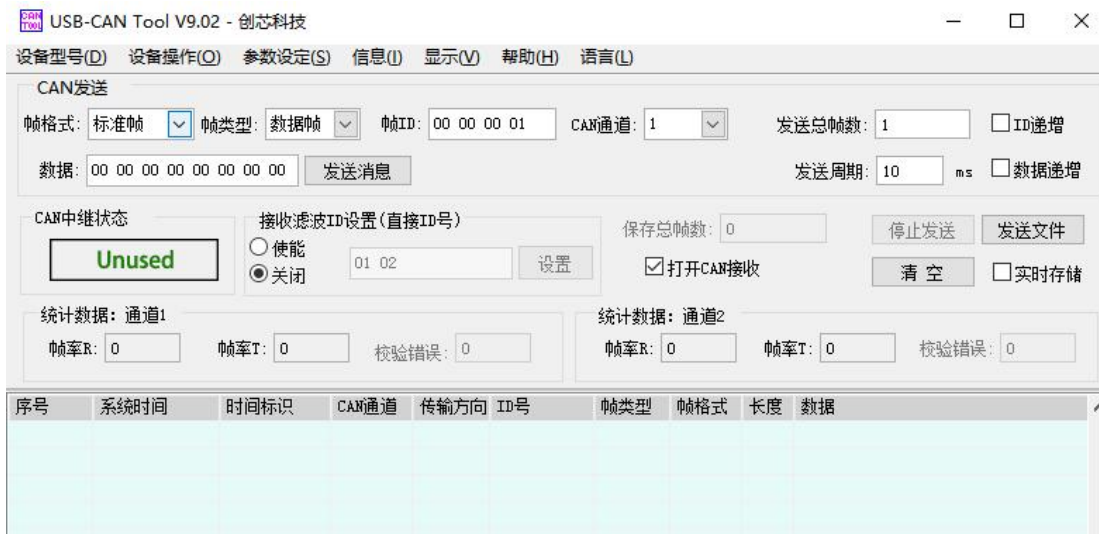 CAN TOOL USB-CAN Tool V9.02 - 创芯科技
设备型号(D) 设备操作(O) 参数设定(S) 信息(I) 显示(V) 帮助(H) 语言(L)
CAN发送
帧格式: 标准帧 帧类型: 数据帧 帧ID: 00 00 00 01 CAN通道: 1 发送总帧数: 1 ID递增
数据: 00 00 00 00 00 00 00 00 发送消息 发送周期: 10 ms 数据递增
CAN中继状态
Unused
接收滤波ID设置(直接ID号)
使能
关闭
01 02 设置
保存总帧数: 0
打开CAN接收
停止发送 发送文件
清 空 实时存储
统计数据: 通道1
帧率R: 0 帧率T: 0 校验错误: 0
统计数据: 通道2
帧率R: 0 帧率T: 0 校验错误: 0
序号 系统时间 时间标识 CAN通道 传输方向 ID号 帧类型 帧格式 长度 数据